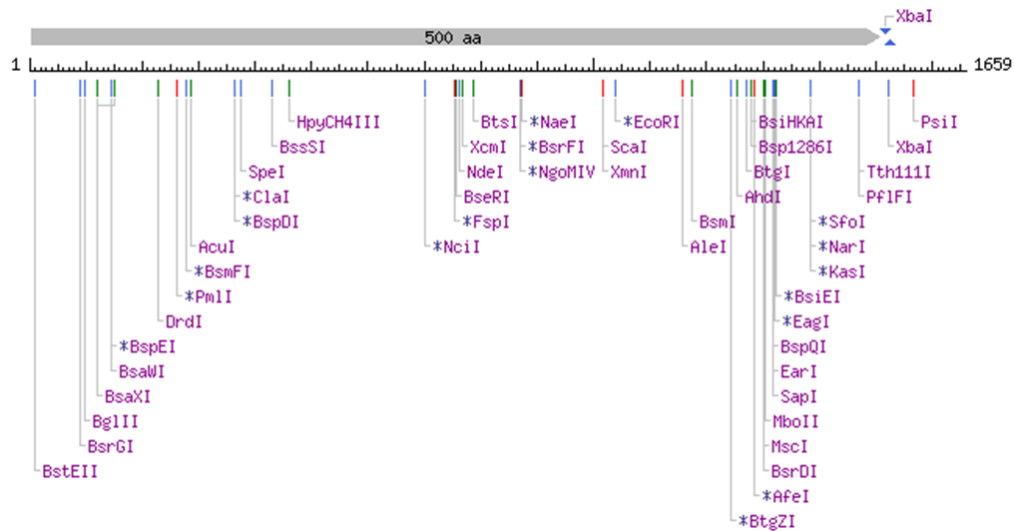 XbaI
500 aa
1 1659
HpyCH4III BtsI *NaeI *EcoRI BsiHKAI PsiI
BssSI XcmI *BsrFI ScaI Bsp1286I XbaI
SpeI NdeI *NgoMIV XmnI BtgI Tth111I
*ClaI BseRI AhdI PflFI
*BspDI *FspI BsmI *SfoI
AcuI *NciI AleI *NarI
*BsmFI *KasI
*PmlI *BsiEI
DrdI *EagI
*BspEI BspQI
BsaWI EarI
BsaXI SapI
BglII MboII
BsrGI MscI
BstEII BsrDI
*AfeI
*BtgZI